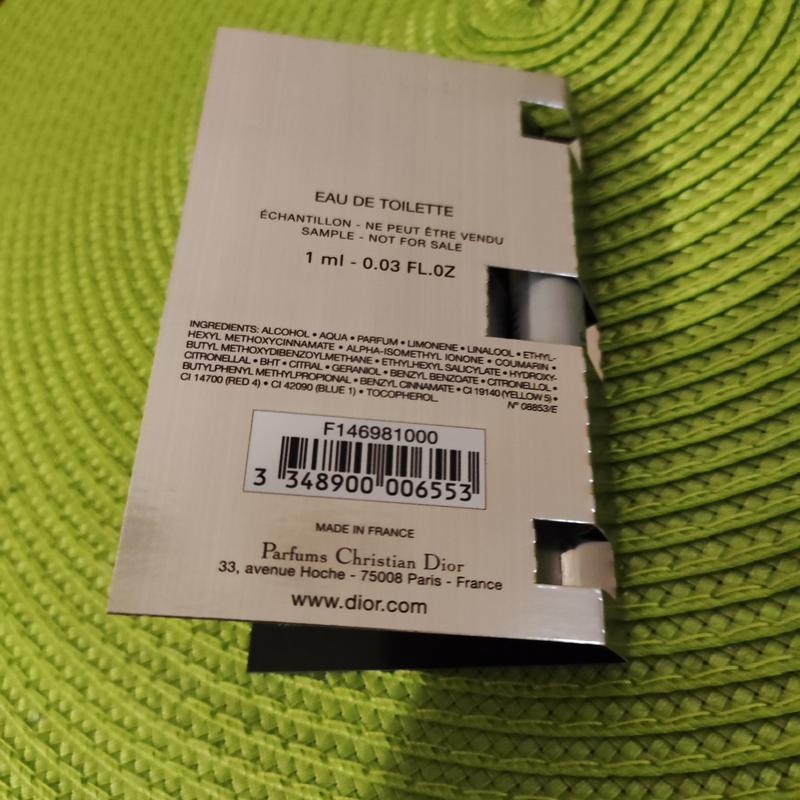 EAU DE TOILETTE
ÉCHANTILLON - NE PEUT ÊTRE VENDU
SAMPLE - NOT FOR SALE
1 ml - 0.03 FL.OZ
INGREDIENTS: ALCOHOL • AQUA • PARFUM • LIMONENE • LINALOOL • ETHYL-
HEXYL METHOXYCINNAMATE • ALPHA-ISOMETHYL IONONE • COUMARIN •
BUTYL METHOXYDIBENZOYLMETHANE • ETHYLHEXYL SALICYLATE • HYDROXY-
CITRONELLAL • BHT • CITRAL • GERANIOL • BENZYL BENZOATE • CITRONELLOL •
BUTYLPHENYL METHYLPROPIONAL • BENZYL CINNAMATE • CI 19140 (YELLOW 5) •
CI 14700 (RED 4) • CI 42090 (BLUE 1) • TOCOPHEROL.
N° 08853/E
F146981000
3 348900 006553
MADE IN FRANCE
Parfums Christian Dior
33, avenue Hoche - 75008 Paris - France
www.dior.com